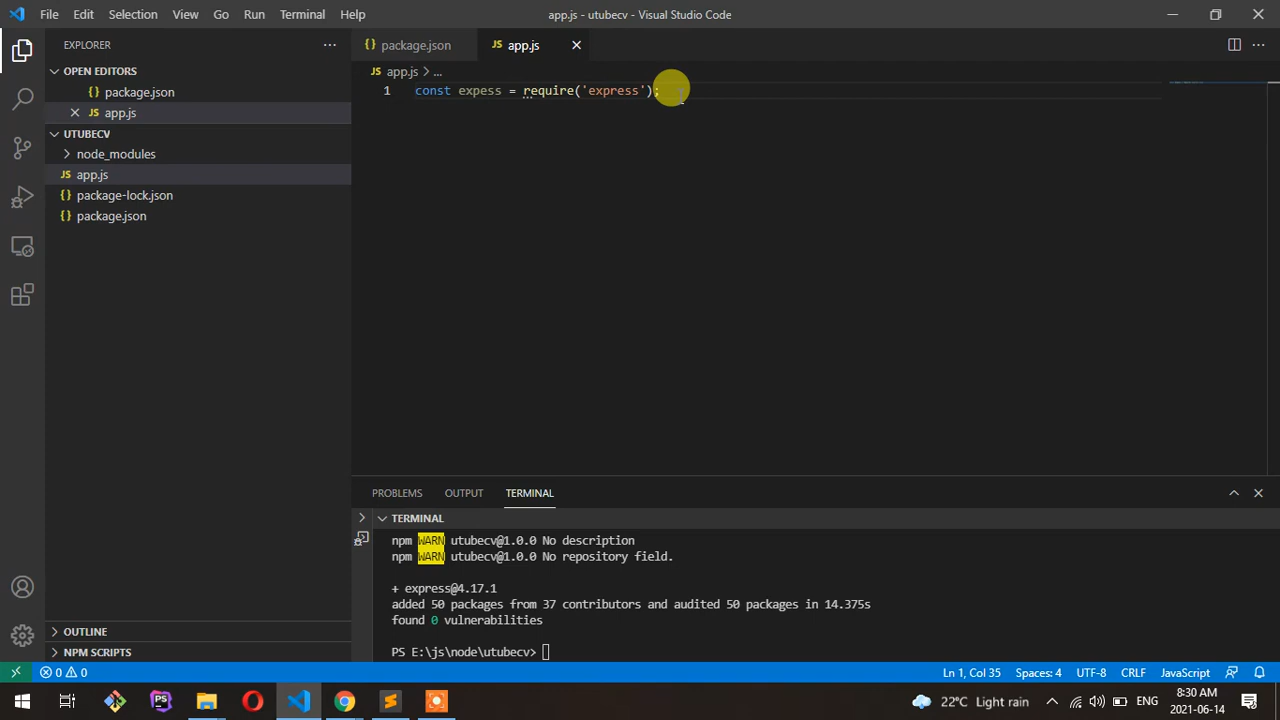 File Edit Selection View Go Run Terminal Help
app.js - utubecv - Visual Studio Code
EXPLORER
OPEN EDITORS
package.json
JS app.js
UTUBECV
node_modules
JS app.js
{} package-lock.json
{} package.json
OUTLINE
NPM SCRIPTS
{} package.json
JS app.js
JS app.js > ...
1 const expess = require('express');
PROBLEMS OUTPUT TERMINAL
TERMINAL
npm WARN utubecv@1.0.0 No description
npm WARN utubecv@1.0.0 No repository field.
+ express@4.17.1
added 50 packages from 37 contributors and audited 50 packages in 14.375s
found 0 vulnerabilities
PS E:\js\node\utubecv>
0 0
Ln 1, Col 35 Spaces: 4 UTF-8 CRLF JavaScript
PS
22°C Light rain
ENG
8:30 AM
2021-06-14